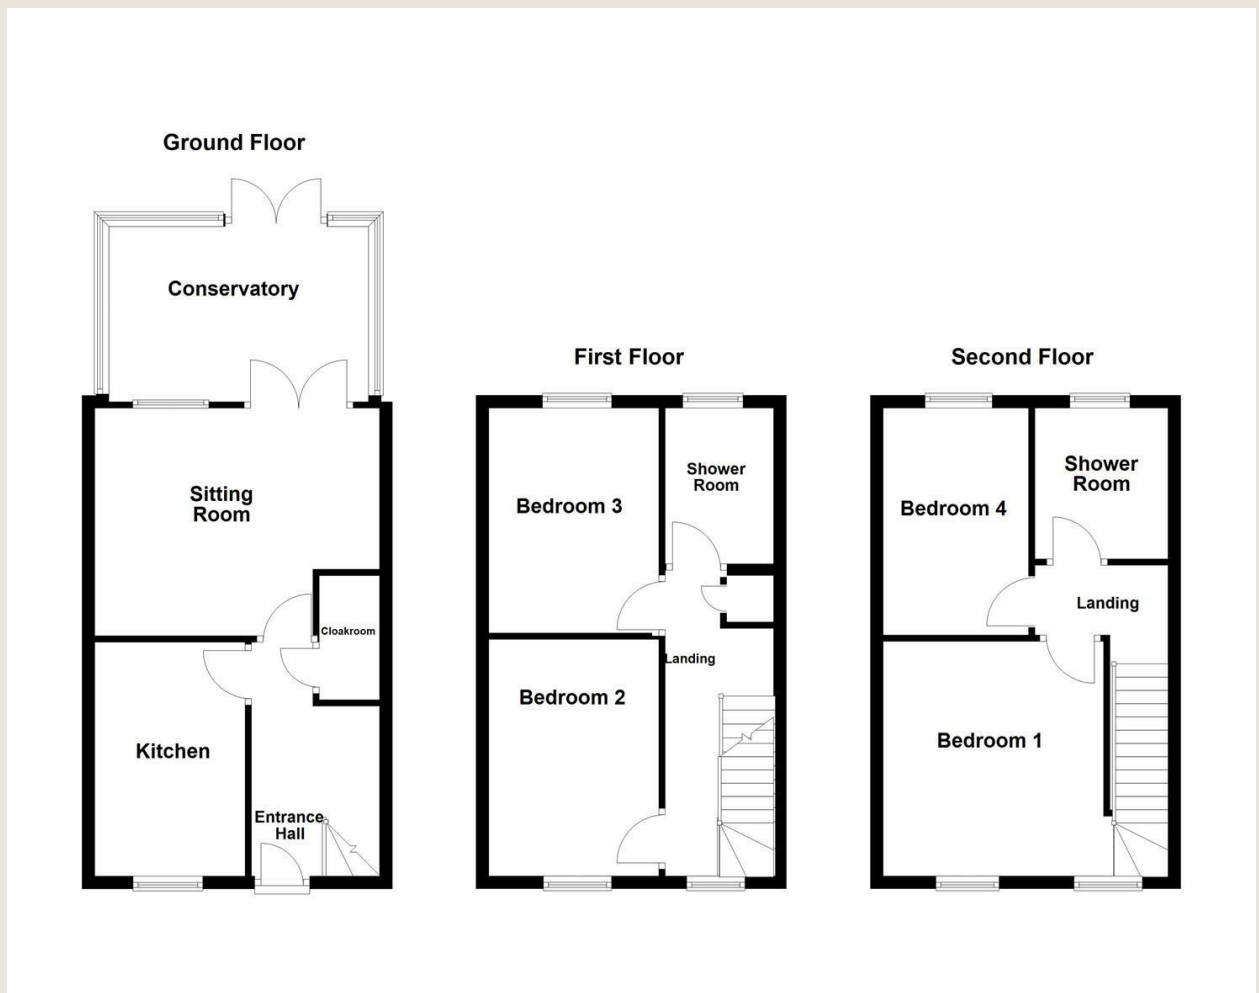 Ground Floor
Conservatory
Sitting
Room
Cloakroom
Kitchen
Entrance
Hall
First Floor
Bedroom 3
Shower
Room
Landing
Bedroom 2
Second Floor
Bedroom 4
Shower
Room
Landing
Bedroom 1